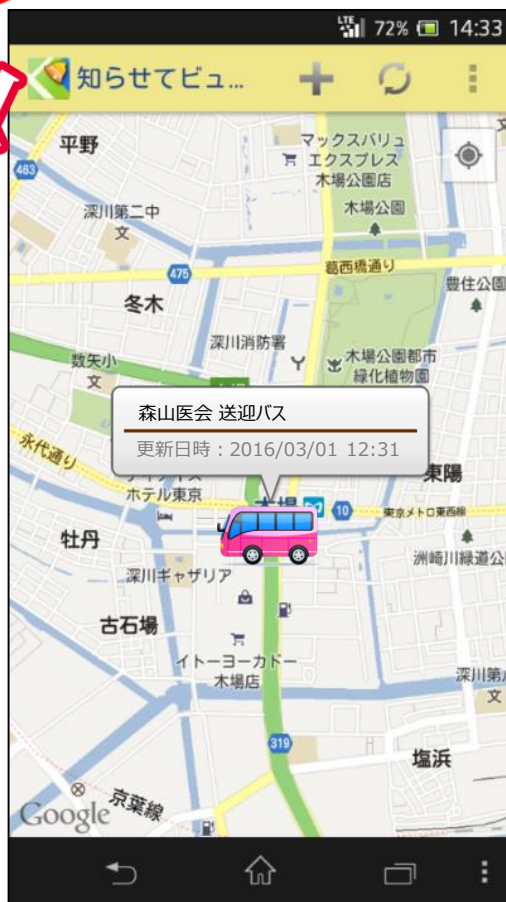 LTE 72% 14:33
知らせてビュ...
平野
マックスバリュ
エクスプレス
木場公園店
463
深川第二中
文
木場公園
葛西橋通り
475
豊住公園
冬木
深川消防署
数矢小
文
木場公園都市
緑化植物園
森山医会 送迎バス
更新日時：2016/03/01 12:31
永代通り
ホテル東京
東陽
木場
10
東京メトロ東西線
牡丹
洲崎川緑道公
深川ギャザリア
古石場
イトーヨーカドー
木場店
深川第八
文
319
塩浜
京葉線
Google